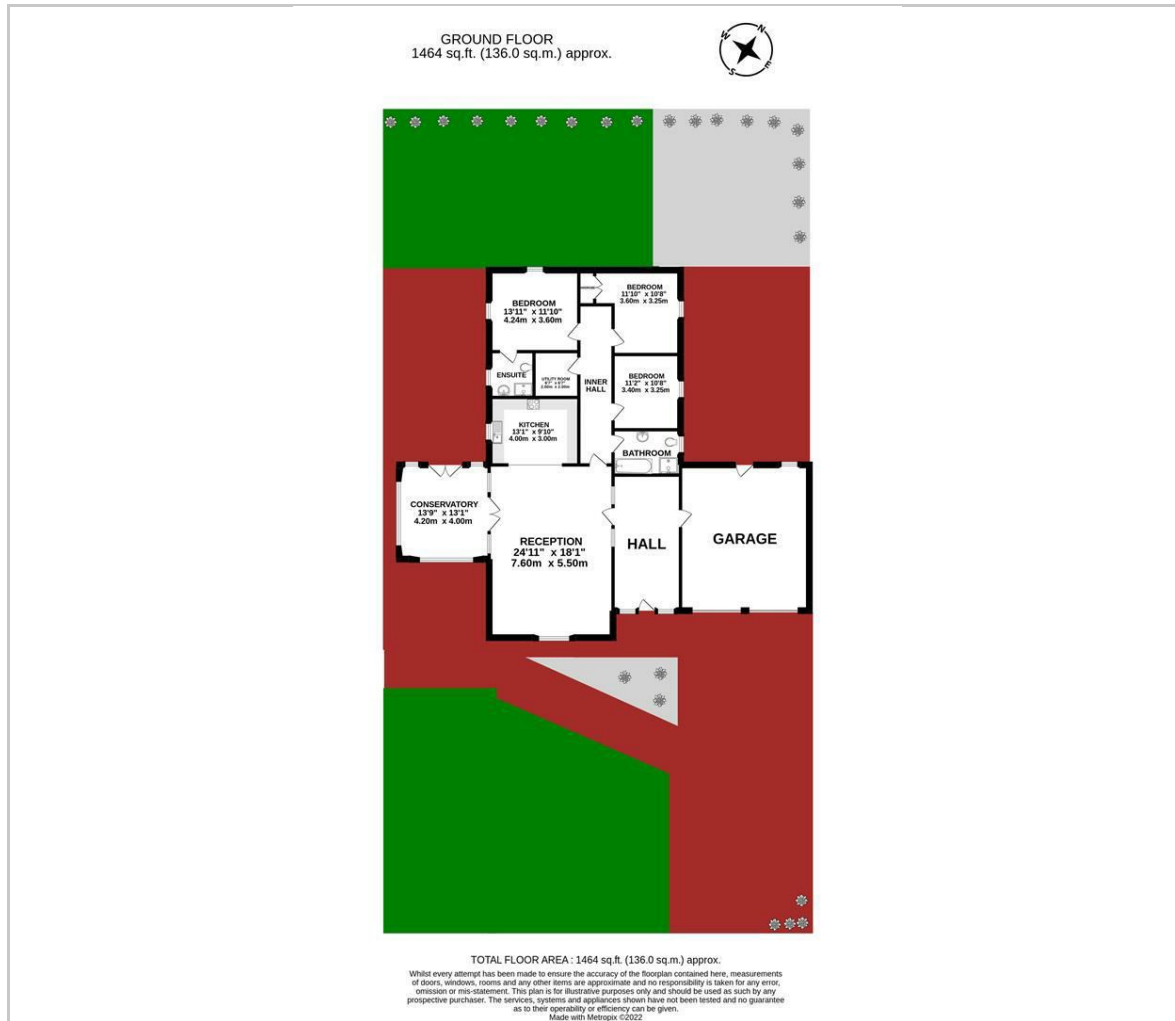 GROUND FLOOR
1464 sq.ft. (136.0 sq.m.) approx.
N
W
E
S
BEDROOM
13'11" x 11'10"
4.24m x 3.60m
BEDROOM
11'10" x 10'8"
3.60m x 3.25m
ENSUITE
UTILITY ROOM
INNER
HALL
BEDROOM
11'2" x 10'8"
3.40m x 3.25m
KITCHEN
13'1" x 9'10"
4.00m x 3.00m
BATHROOM
CONSERVATORY
13'9" x 13'1"
4.20m x 4.00m
RECEPTION
24'11" x 18'1"
7.60m x 5.50m
HALL
GARAGE
TOTAL FLOOR AREA : 1464 sq.ft. (136.0 sq.m.) approx.
Whilst every attempt has been made to ensure the accuracy of the floorplan contained here, measurements
of doors, windows, rooms and any other items are approximate and no responsibility is taken for any error,
omission or mis-statement. This plan is for illustrative purposes only and should be used as such by any
prospective purchaser. The services, systems and appliances shown have not been tested and no guarantee
as to their operability or efficiency can be given.
Made with Metropix ©2022